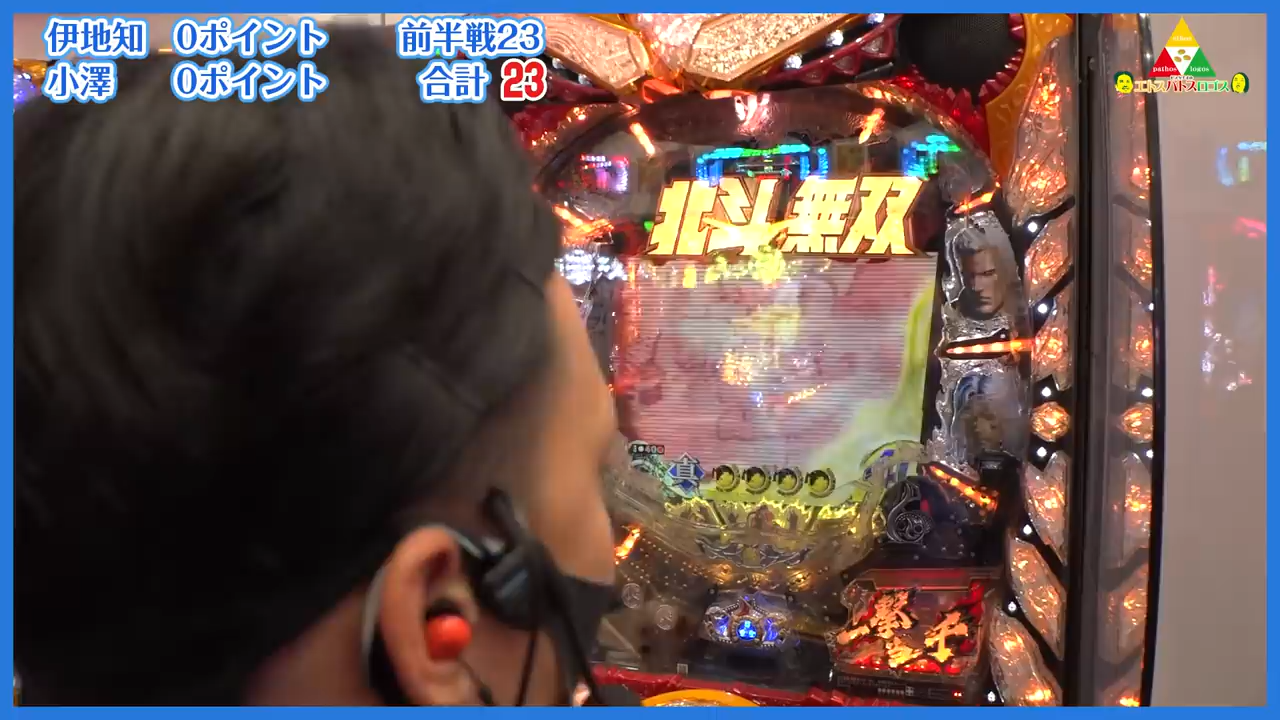 伊地知 0ポイント 前半戦23
小澤 0ポイント 合計 23
Ethos
pathos logos
エトスパトスロゴス
北斗無双
真
一撃